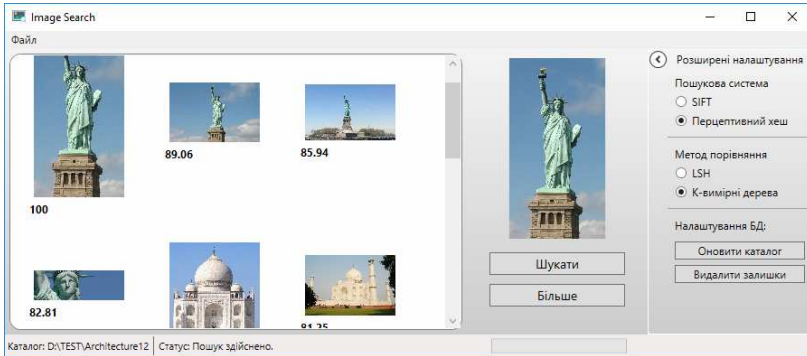 Image Search
Файл
100
89.06
85.94
82.81
81.25
Шукати
Більше
Розширені налаштування
Пошукова система
SIFT
Перцептивний хеш
Метод порівняння
LSH
К-вимірні дерева
Налаштування БД:
Оновити каталог
Видалити залишки
Каталог: D:\TEST\Architecture12
Статус: Пошук здійснено.